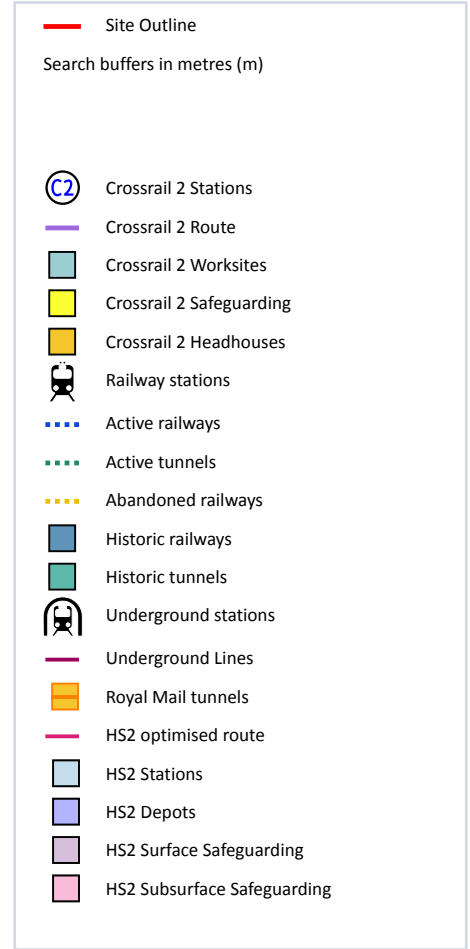 Site Outline
Search buffers in metres (m)
C2 Crossrail 2 Stations
Crossrail 2 Route
Crossrail 2 Worksites
Crossrail 2 Safeguarding
Crossrail 2 Headhouses
Railway stations
Active railways
Active tunnels
Abandoned railways
Historic railways
Historic tunnels
Underground stations
Underground Lines
Royal Mail tunnels
HS2 optimised route
HS2 Stations
HS2 Depots
HS2 Surface Safeguarding
HS2 Subsurface Safeguarding